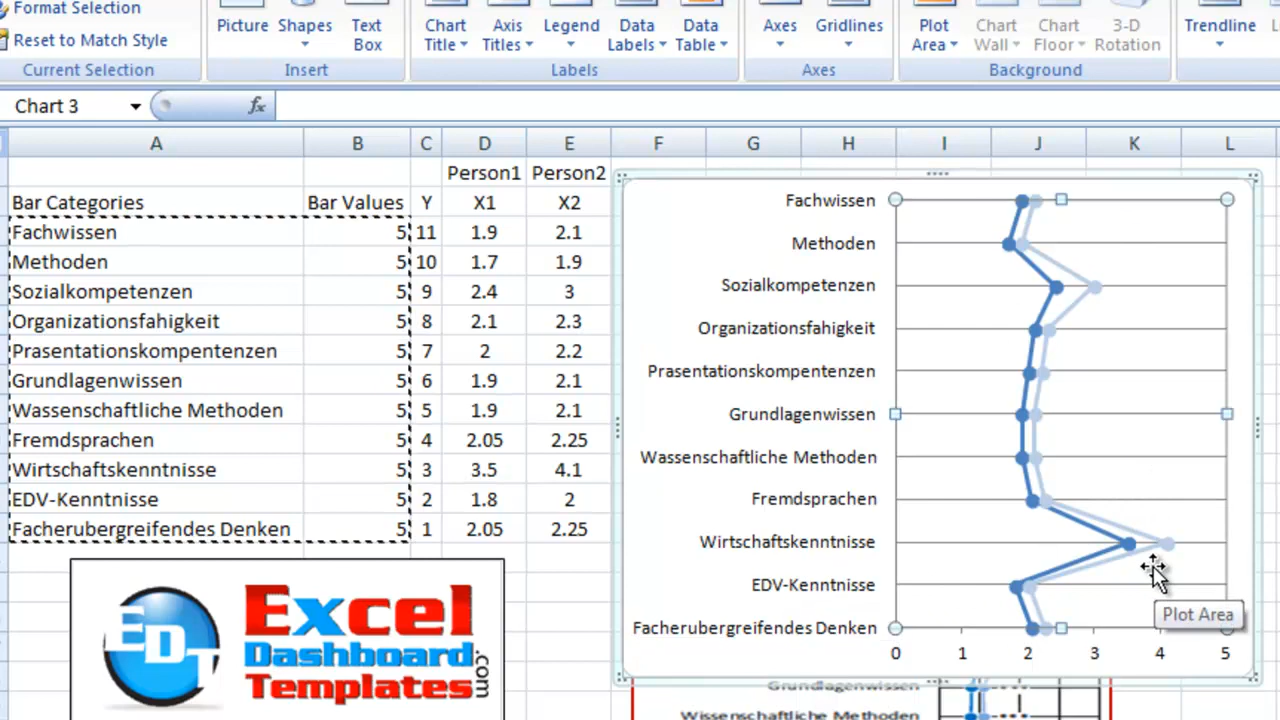 Format Selection
Reset to Match Style
Current Selection
Picture Shapes Text Box
Insert
Chart Title Axis Titles Legend Data Labels Data Table
Labels
Axes Gridlines
Axes
Plot Area Chart Wall Chart Floor 3-D Rotation
Background
Trendline
Chart 3 fx
A B C D E F G H I J K L
Person1 Person2
Bar Categories Bar Values Y X1 X2
Fachwissen 5 11 1.9 2.1
Methoden 5 10 1.7 1.9
Sozialkompetenzen 5 9 2.4 3
Organizationsfahigkeit 5 8 2.1 2.3
Prasentationskompentenzen 5 7 2 2.2
Grundlagenwissen 5 6 1.9 2.1
Wassenschaftliche Methoden 5 5 1.9 2.1
Fremdsprachen 5 4 2.05 2.25
Wirtschaftskenntnisse 5 3 3.5 4.1
EDV-Kenntnisse 5 2 1.8 2
Facherubergreifendes Denken 5 1 2.05 2.25
Fachwissen
Methoden
Sozialkompetenzen
Organizationsfahigkeit
Prasentationskompentenzen
Grundlagenwissen
Wassenschaftliche Methoden
Fremdsprachen
Wirtschaftskenntnisse
EDV-Kenntnisse
Facherubergreifendes Denken
0 1 2 3 4 5
Plot Area
EDT
Excel
Dashboard
Templates
.com
Grundlagenwissen
Wissenschaftliche Methoden